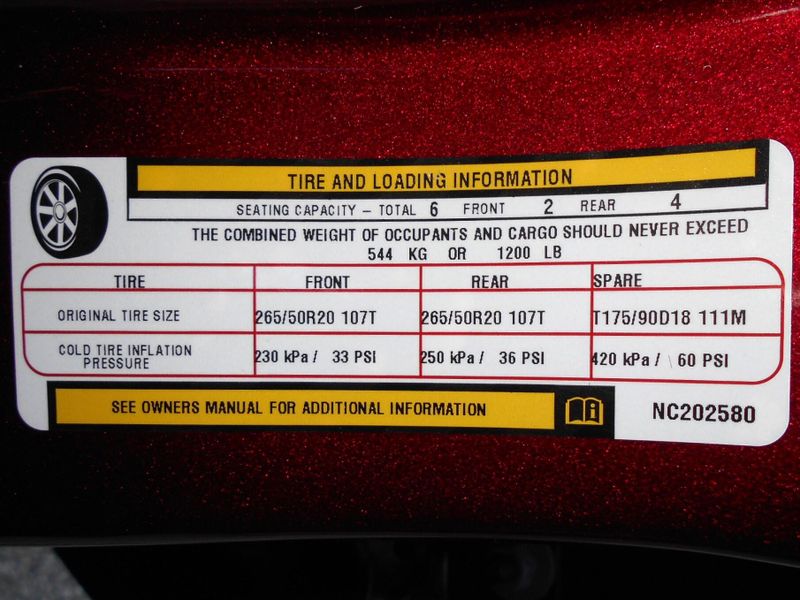 TIRE AND LOADING INFORMATION
SEATING CAPACITY – TOTAL 6 FRONT 2 REAR 4
THE COMBINED WEIGHT OF OCCUPANTS AND CARGO SHOULD NEVER EXCEED
544 KG OR 1200 LB
TIRE FRONT REAR SPARE
ORIGINAL TIRE SIZE 265/50R20 107T 265/50R20 107T T175/90D18 111M
COLD TIRE INFLATION PRESSURE 230 kPa / 33 PSI 250 kPa / 36 PSI 420 kPa / 60 PSI
SEE OWNERS MANUAL FOR ADDITIONAL INFORMATION
NC202580